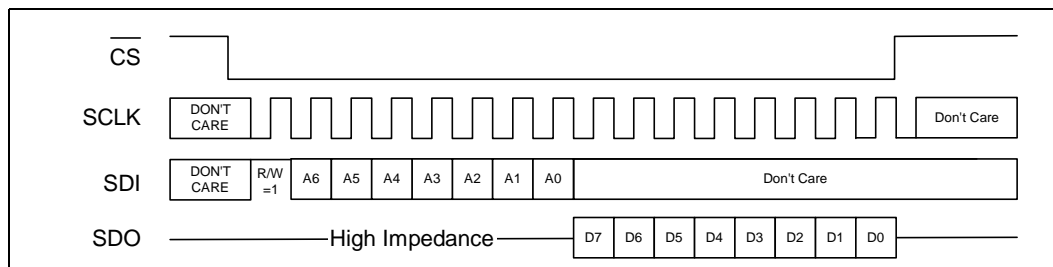 CS
SCLK
DON'T
CARE
Don't Care
SDI
DON'T
CARE
R/W
=1
A6 A5 A4 A3 A2 A1 A0
Don't Care
SDO
High Impedance
D7 D6 D5 D4 D3 D2 D1 D0